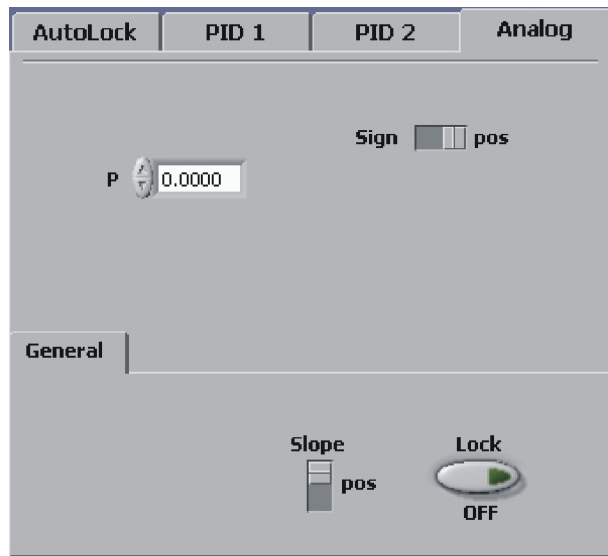 AutoLock PID 1 PID 2 Analog
Sign pos
P 0.0000
General
Slope Lock
pos
OFF